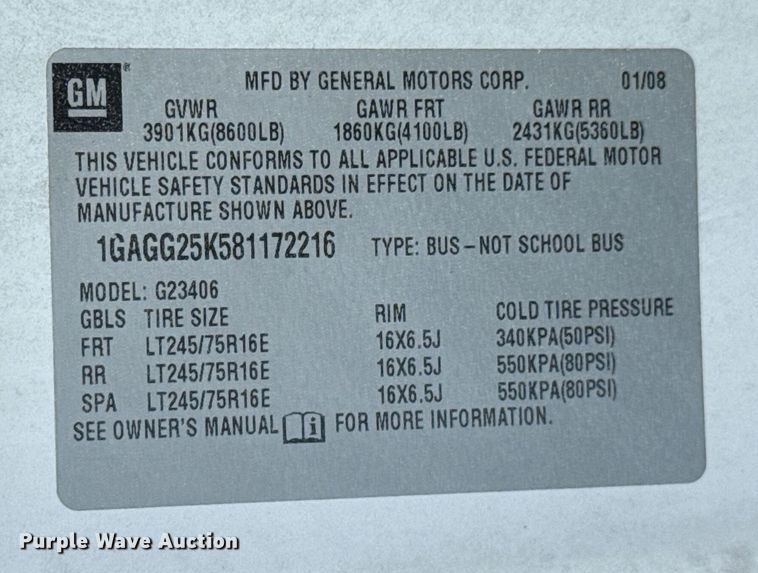 GM® MFD BY GENERAL MOTORS CORP. 01/08
GVWR GAWR FRT GAWR RR
3901KG(8600LB) 1860KG(4100LB) 2431KG(5360LB)
THIS VEHICLE CONFORMS TO ALL APPLICABLE U.S. FEDERAL MOTOR
VEHICLE SAFETY STANDARDS IN EFFECT ON THE DATE OF
MANUFACTURE SHOWN ABOVE.
1GAGG25K581172216 TYPE: BUS-NOT SCHOOL BUS
MODEL: G23406
GBLS TIRE SIZE RIM COLD TIRE PRESSURE
FRT LT245/75R16E 16X6.5J 340KPA(50PSI)
RR LT245/75R16E 16X6.5J 550KPA(80PSI)
SPA LT245/75R16E 16X6.5J 550KPA(80PSI)
SEE OWNER'S MANUAL i FOR MORE INFORMATION.
Purple Wave Auction